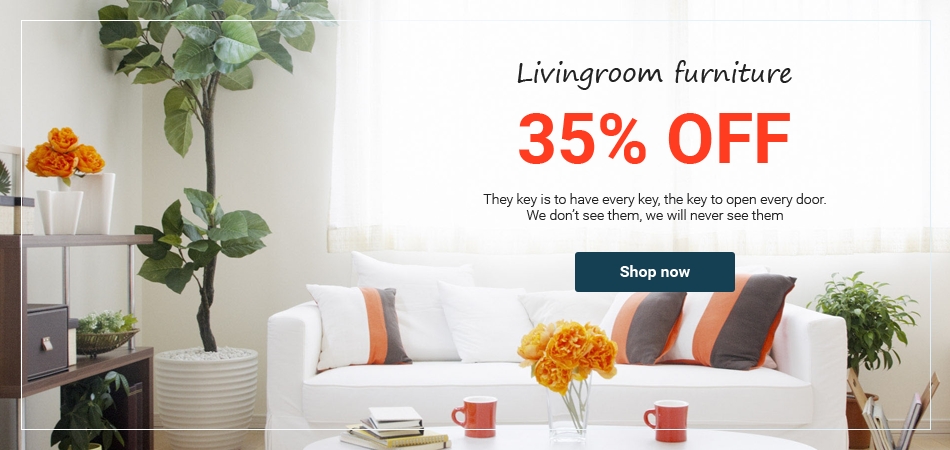 Livingroom furniture
35% OFF
They key is to have every key, the key to open every door.
We don't see them, we will never see them
Shop now